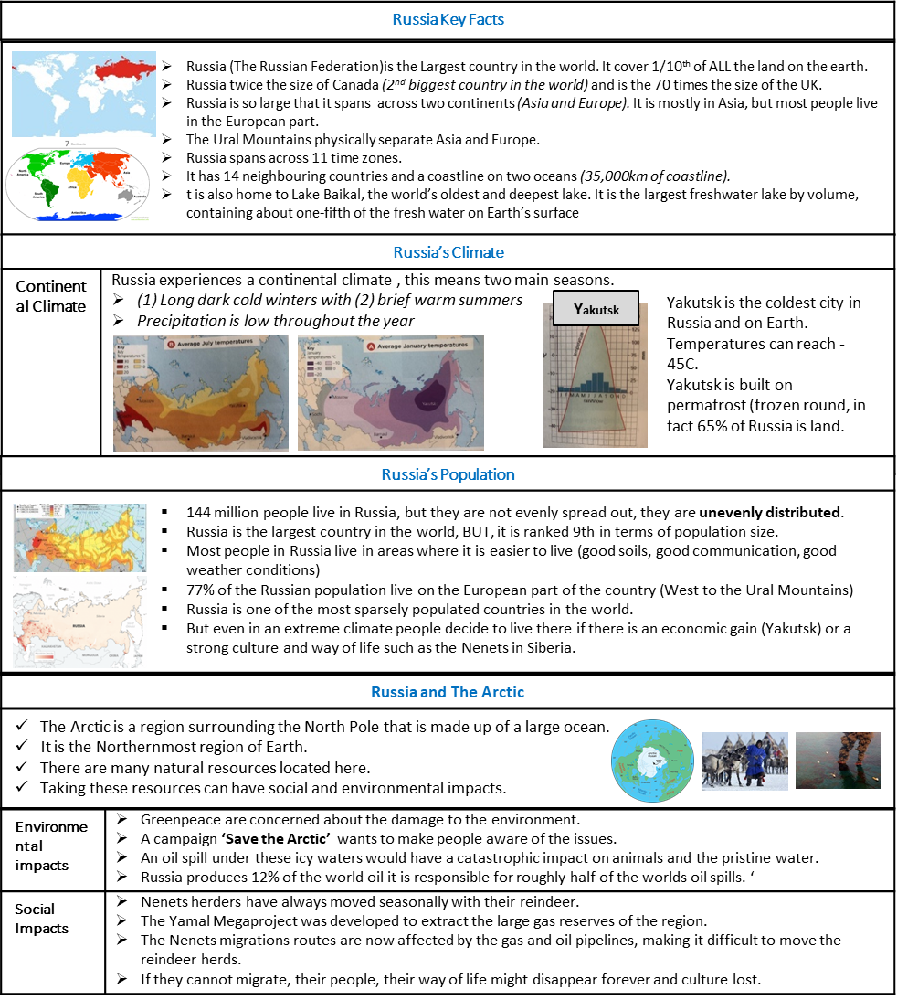 Russia Key Facts
7 Continents
North America
Europe
Asia
Africa
South America
Australia
Antarctica
➢ Russia (The Russian Federation)is the Largest country in the world. It cover 1/10th of ALL the land on the earth.
➢ Russia twice the size of Canada (2nd biggest country in the world) and is the 70 times the size of the UK.
➢ Russia is so large that it spans across two continents (Asia and Europe). It is mostly in Asia, but most people live
in the European part.
➢ The Ural Mountains physically separate Asia and Europe.
➢ Russia spans across 11 time zones.
➢ It has 14 neighbouring countries and a coastline on two oceans (35,000km of coastline).
➢ t is also home to Lake Baikal, the world’s oldest and deepest lake. It is the largest freshwater lake by volume,
containing about one-fifth of the fresh water on Earth’s surface
Russia’s Climate
Continent
al Climate
Russia experiences a continental climate , this means two main seasons.
➢ (1) Long dark cold winters with (2) brief warm summers
➢ Precipitation is low throughout the year
B Average July temperatures
Key
July
Temperatures °C
A Average January temperatures
Key
January
Temperatures °C
Yakutsk
J F M A M J J A S O N D
Yakutsk is the coldest city in
Russia and on Earth.
Temperatures can reach -
45C.
Yakutsk is built on
permafrost (frozen round, in
fact 65% of Russia is land.
Russia’s Population
RUSSIA
▪ 144 million people live in Russia, but they are not evenly spread out, they are unevenly distributed.
▪ Russia is the largest country in the world, BUT, it is ranked 9th in terms of population size.
▪ Most people in Russia live in areas where it is easier to live (good soils, good communication, good
weather conditions)
▪ 77% of the Russian population live on the European part of the country (West to the Ural Mountains)
▪ Russia is one of the most sparsely populated countries in the world.
▪ But even in an extreme climate people decide to live there if there is an economic gain (Yakutsk) or a
strong culture and way of life such as the Nenets in Siberia.
Russia and The Arctic
✓ The Arctic is a region surrounding the North Pole that is made up of a large ocean.
✓ It is the Northernmost region of Earth.
✓ There are many natural resources located here.
✓ Taking these resources can have social and environmental impacts.
Environme
ntal
impacts
➢ Greenpeace are concerned about the damage to the environment.
➢ A campaign ‘Save the Arctic’ wants to make people aware of the issues.
➢ An oil spill under these icy waters would have a catastrophic impact on animals and the pristine water.
➢ Russia produces 12% of the world oil it is responsible for roughly half of the worlds oil spills. ‘
Social
Impacts
➢ Nenets herders have always moved seasonally with their reindeer.
➢ The Yamal Megaproject was developed to extract the large gas reserves of the region.
➢ The Nenets migrations routes are now affected by the gas and oil pipelines, making it difficult to move the
reindeer herds.
➢ If they cannot migrate, their people, their way of life might disappear forever and culture lost.